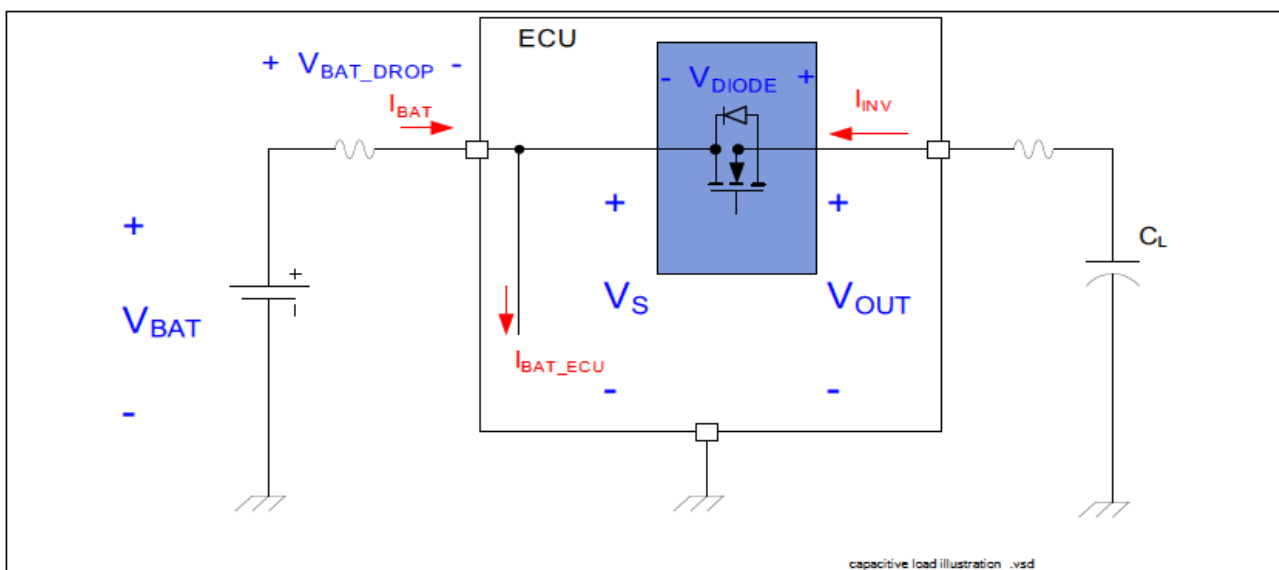 ECU
+ VBAT_DROP -
- VDIODE +
IBAT
IINV
+
+
+
CL
+
VS
VOUT
VBAT
IBAT_ECU
-
-
-
capacitive load illustration .vsd